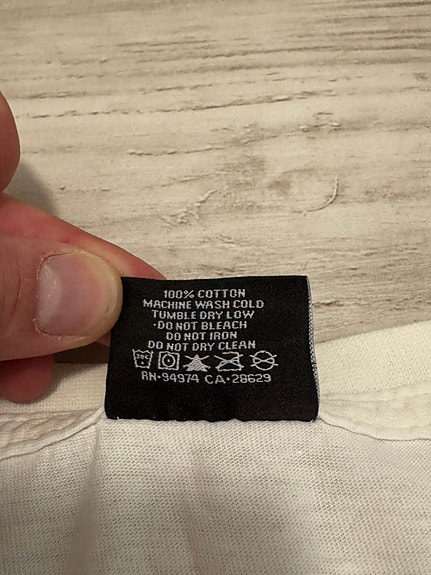 100% COTTON
MACHINE WASH COLD
TUMBLE DRY LOW
·DO NOT BLEACH
DO NOT IRON
DO NOT DRY CLEAN
30C
RN·94974 CA·28629